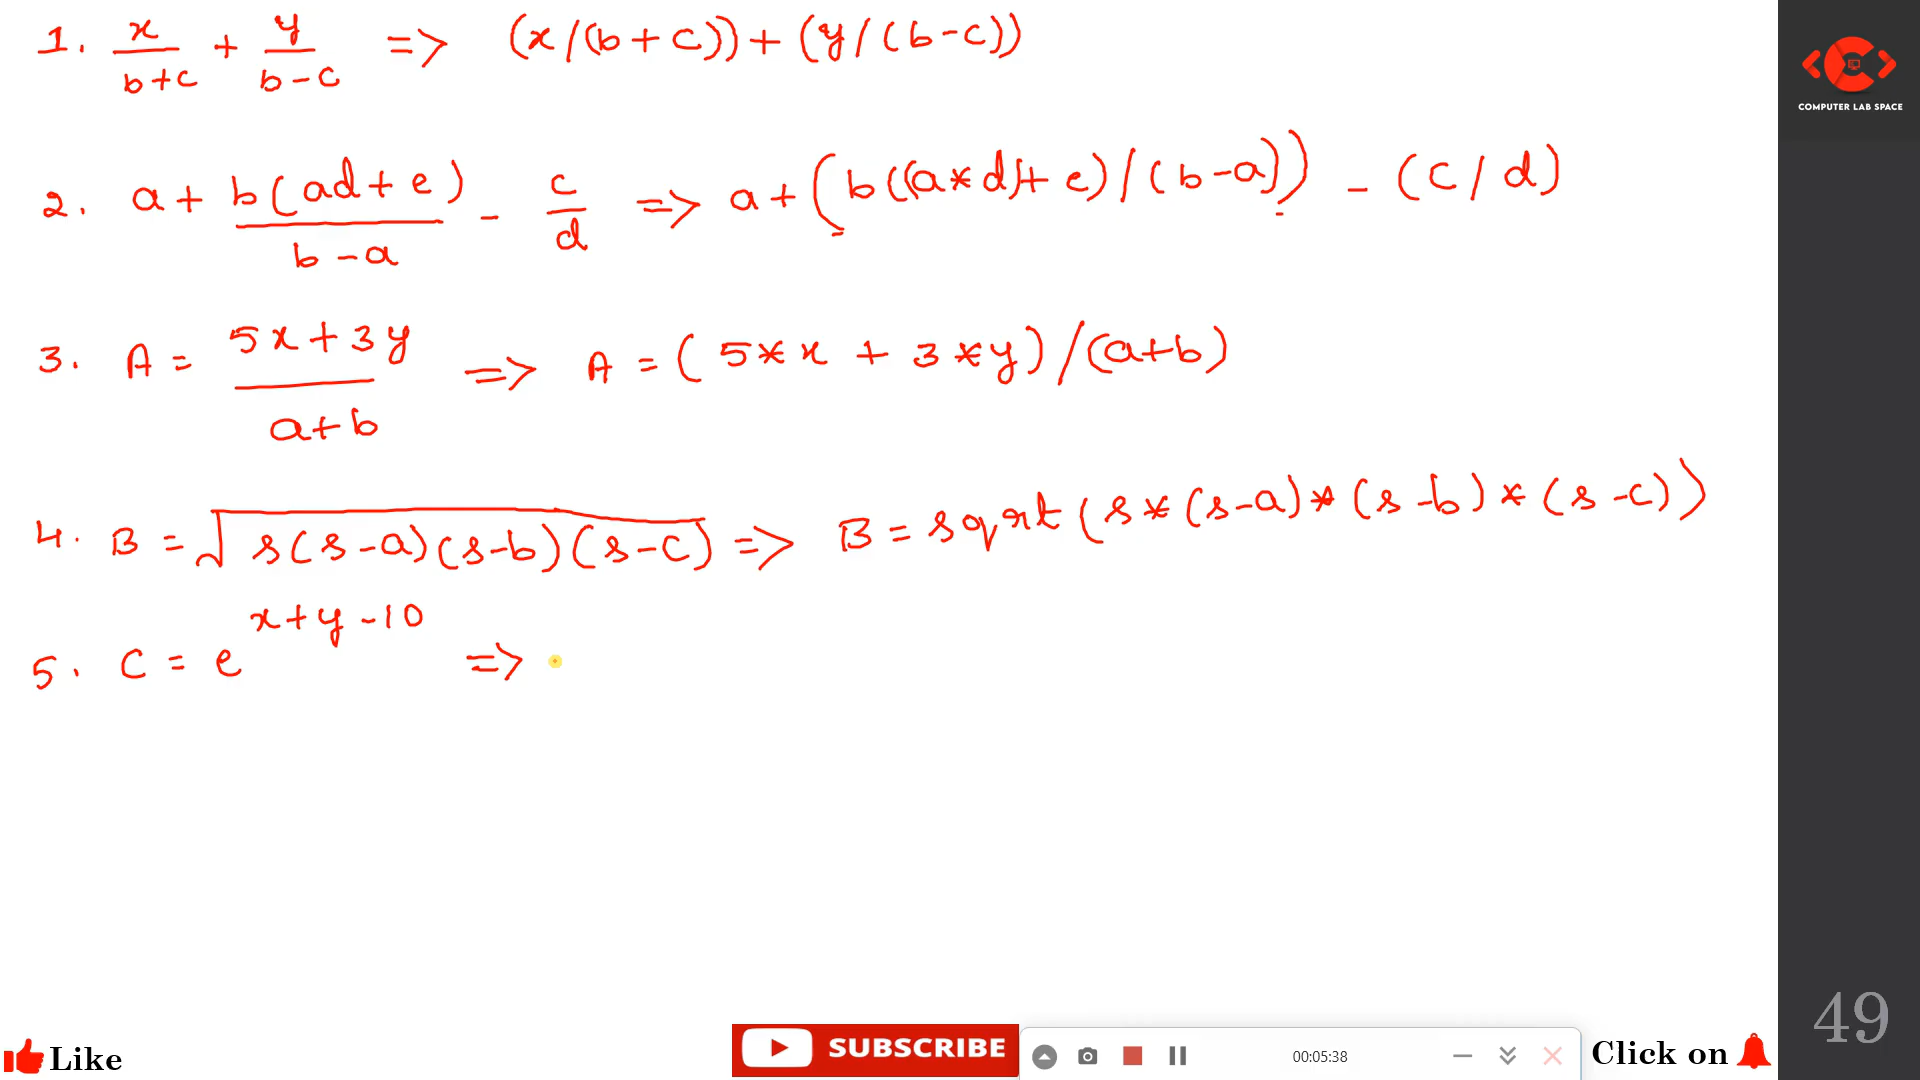 1. x/(b+c) + y/(b-c) => (x/(b+c))+(y/(b-c))
COMPUTER LAB SPACE
2. a + b(ad+e)/(b-a) - c/d => a+(b((a*d)+e)/(b-a)) - (c/d)
3. A = (5x+3y)/(a+b) => A = (5*x + 3*y)/(a+b)
4. B = √s(s-a)(s-b)(s-c) => B = sqrt(s*(s-a)*(s-b)*(s-c))
5. C = e^(x+y-10) =>
49
Like
SUBSCRIBE
00:05:38
Click on